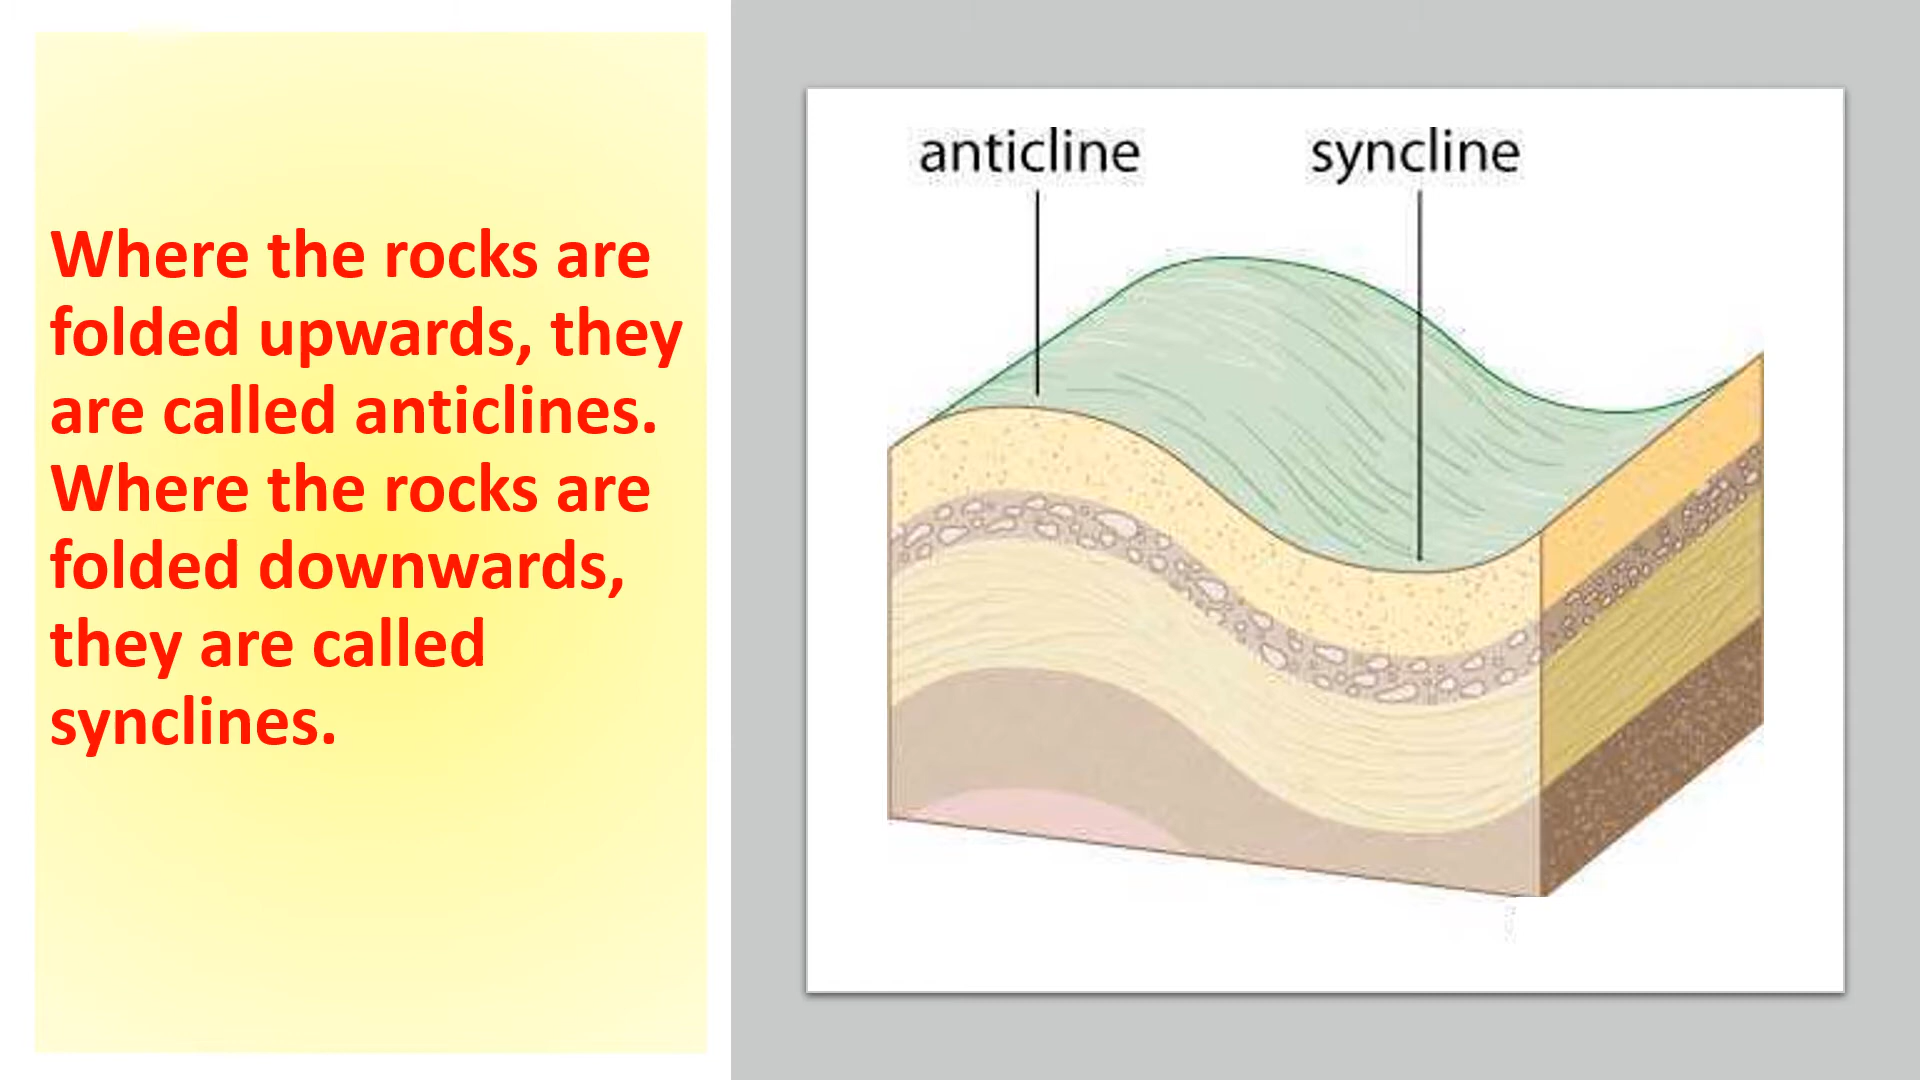 Where the rocks are
folded upwards, they
are called anticlines.
Where the rocks are
folded downwards,
they are called
synclines.
anticline
syncline